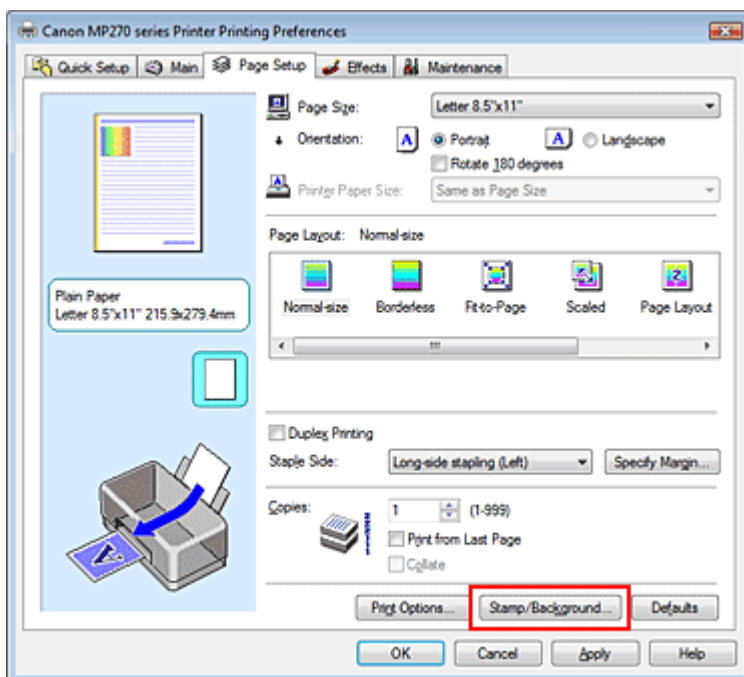 Canon MP270 series Printer Printing Preferences
Quick Setup Main Page Setup Effects Maintenance
Page Size: Letter 8.5"x11"
Orientation: A Portrait A Landscape
Rotate 180 degrees
Printer Paper Size: Same as Page Size
Page Layout: Normal-size
Plain Paper
Letter 8.5"x11" 215.9x279.4mm
Normal-size Borderless Fit-to-Page Scaled Page Layout
Duplex Printing
Staple Side: Long-side stapling (Left) Specify Margin...
Copies: 1 (1-999)
Print from Last Page
Collate
A
Print Options... Stamp/Background... Defaults
OK Cancel Apply Help